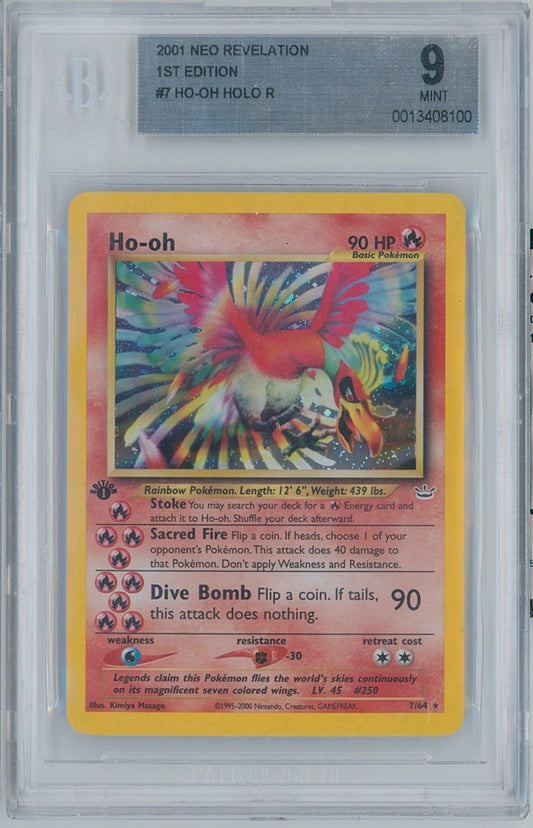 2001 NEO REVELATION
1ST EDITION
#7 HO-OH HOLO R
9
MINT
0013408100
B
Ho-oh
90 HP
Basic Pokémon
EDITION
1
Rainbow Pokémon. Length: 12' 6", Weight: 439 lbs.
Stoke You may search your deck for a Energy card and
attach it to Ho-oh. Shuffle your deck afterward.
Sacred Fire Flip a coin. If heads, choose 1 of your
opponent's Pokémon. This attack does 40 damage to
that Pokémon. Don't apply Weakness and Resistance.
Dive Bomb Flip a coin. If tails,
this attack does nothing.
90
weakness
resistance
retreat cost
-30
Legends claim this Pokémon flies the world's skies continuously
on its magnificent seven colored wings. LV. 45 #250
Illus. Kimiya Masago
©1995-2000 Nintendo, Creatures, GAMEFREAK.
7/64 ★